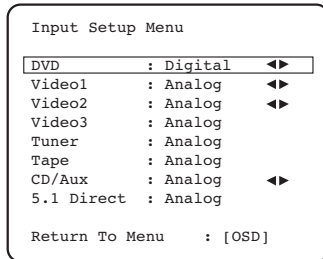 Input Setup Menu
DVD : Digital ◄►
Video1 : Analog ◄►
Video2 : Analog ◄►
Video3 : Analog
Tuner : Analog
Tape : Analog
CD/Aux : Analog ◄►
5.1 Direct : Analog
Return To Menu : [OSD]